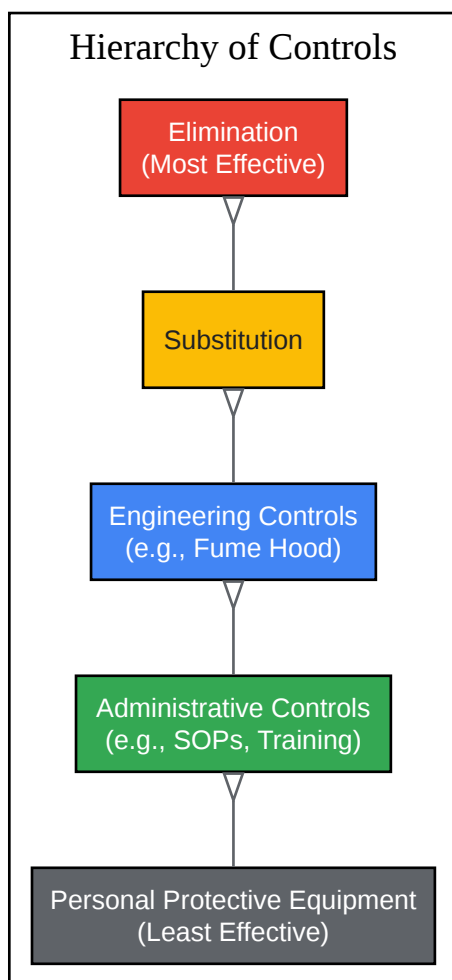 Hierarchy of Controls
Elimination
(Most Effective)
Substitution
Engineering Controls
(e.g., Fume Hood)
Administrative Controls
(e.g., SOPs, Training)
Personal Protective Equipment
(Least Effective)